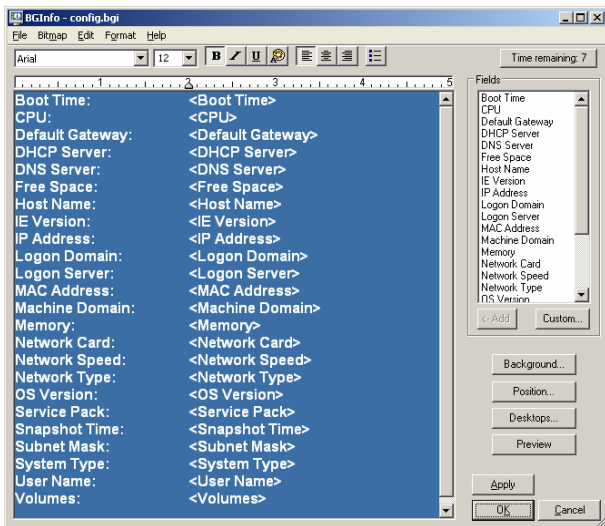 BGInfo - config.bgi
File Bitmap Edit Format Help
Arial 12 B I U Time remaining: 7
1 2 3 4 5
Fields
Boot Time: <Boot Time>
CPU: <CPU>
Default Gateway: <Default Gateway>
DHCP Server: <DHCP Server>
DNS Server: <DNS Server>
Free Space: <Free Space>
Host Name: <Host Name>
IE Version: <IE Version>
IP Address: <IP Address>
Logon Domain: <Logon Domain>
Logon Server: <Logon Server>
MAC Address: <MAC Address>
Machine Domain: <Machine Domain>
Memory: <Memory>
Network Card: <Network Card>
Network Speed: <Network Speed>
Network Type: <Network Type>
OS Version: <OS Version>
Service Pack: <Service Pack>
Snapshot Time: <Snapshot Time>
Subnet Mask: <Subnet Mask>
System Type: <System Type>
User Name: <User Name>
Volumes: <Volumes>
Boot Time
CPU
Default Gateway
DHCP Server
DNS Server
Free Space
Host Name
IE Version
IP Address
Logon Domain
Logon Server
MAC Address
Machine Domain
Memory
Network Card
Network Speed
Network Type
OS Version
<- Add Custom...
Background...
Position...
Desktops...
Preview
Apply
OK Cancel